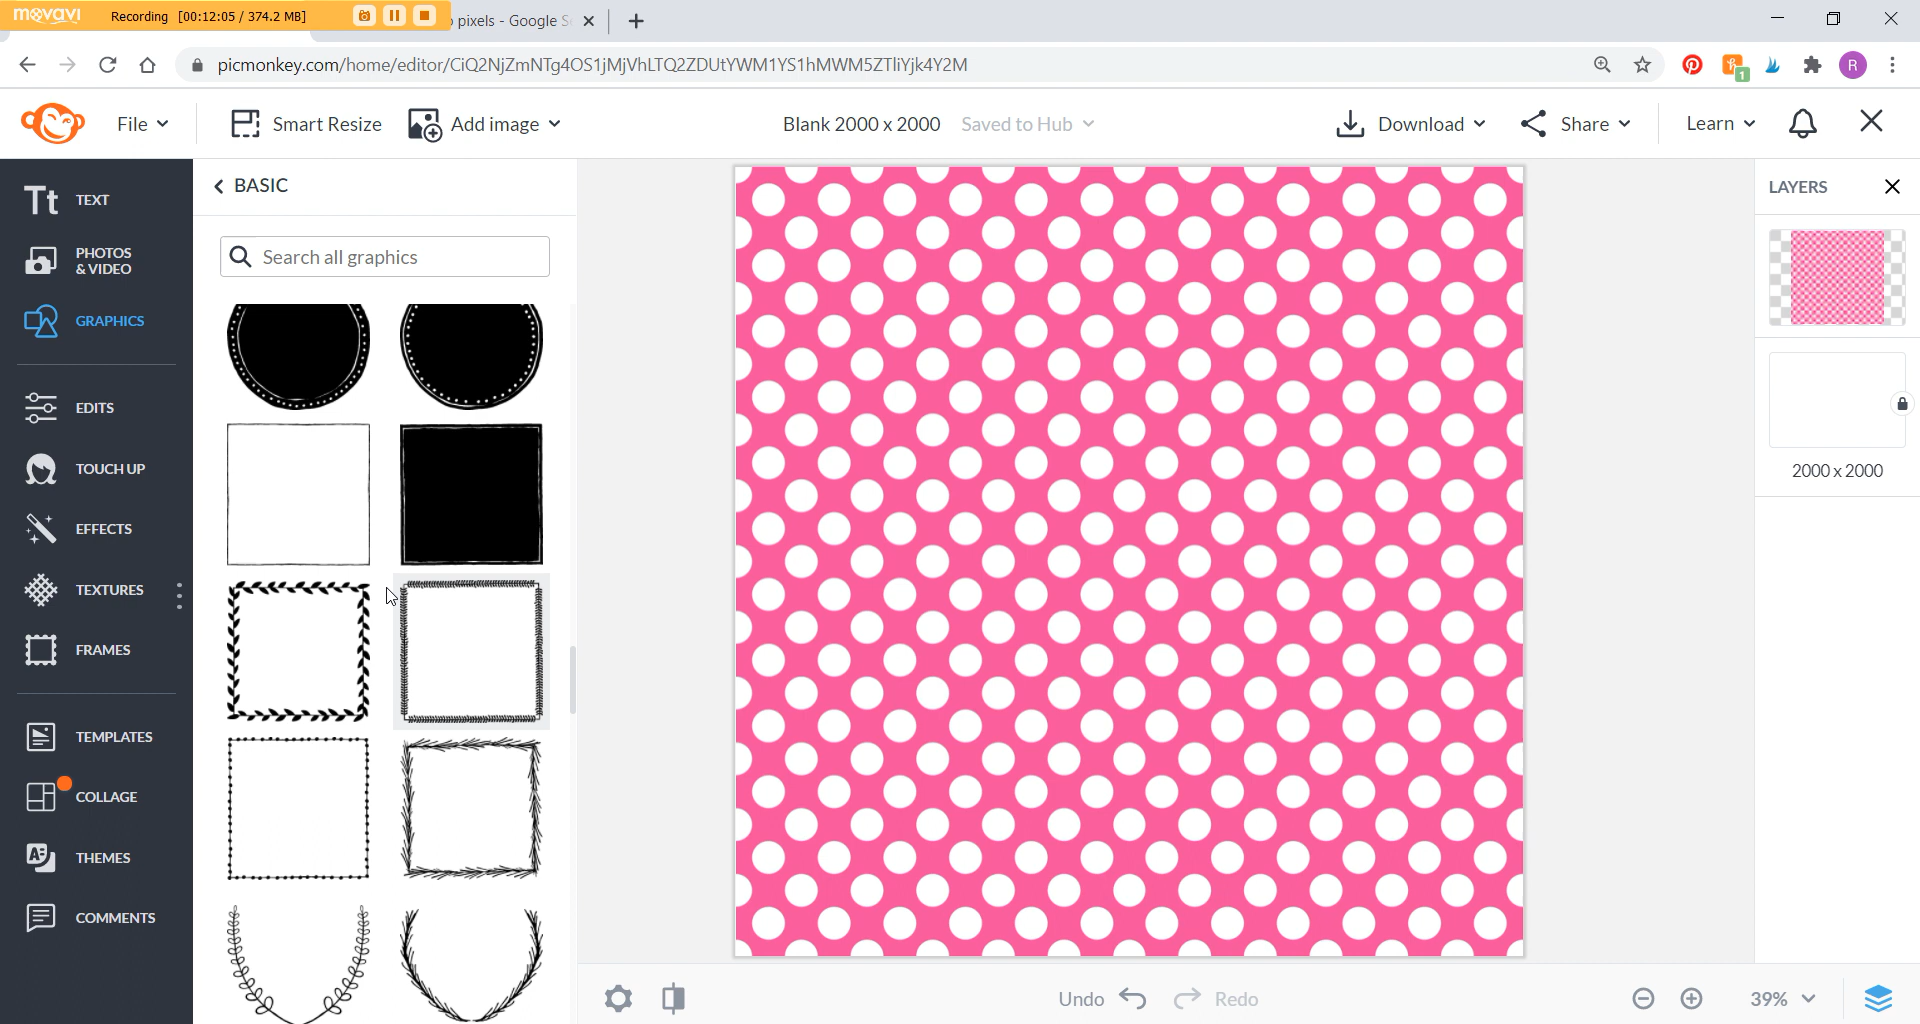 movavi
Recording [00:12:05 / 374.2 MB]
pixels - Google S
picmonkey.com/home/editor/CiQ2NjZmNTg4OS1jMjVhLTQ2ZDUtYWM1YS1hMWM5ZTliYjk4Y2M
1
R
File
Smart Resize
Add image
Blank 2000 x 2000
Saved to Hub
Download
Share
Learn
Tt TEXT
PHOTOS
& VIDEO
GRAPHICS
EDITS
TOUCH UP
EFFECTS
TEXTURES
FRAMES
TEMPLATES
COLLAGE
THEMES
COMMENTS
BASIC
Search all graphics
LAYERS
2000 x 2000
Undo
Redo
39%